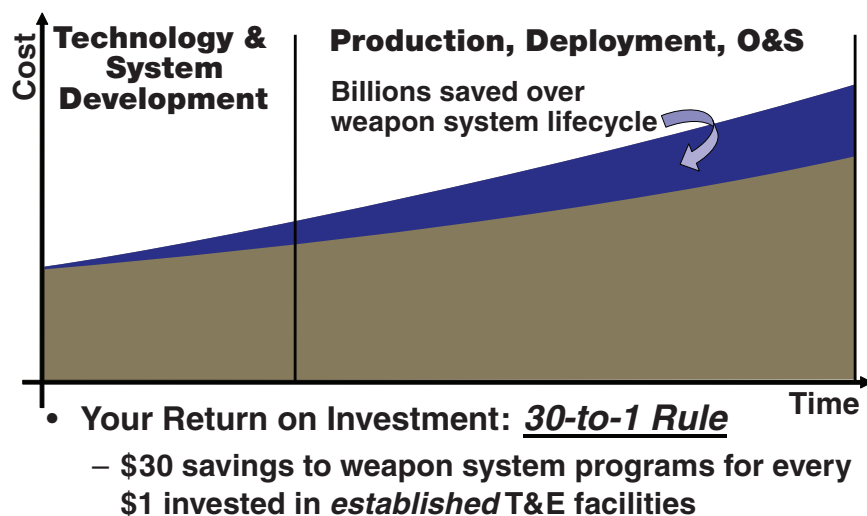 Cost
Technology &
System
Development
Production, Deployment, O&S
Billions saved over
weapon system lifecycle
Time
• Your Return on Investment: 30-to-1 Rule
– $30 savings to weapon system programs for every
$1 invested in established T&E facilities